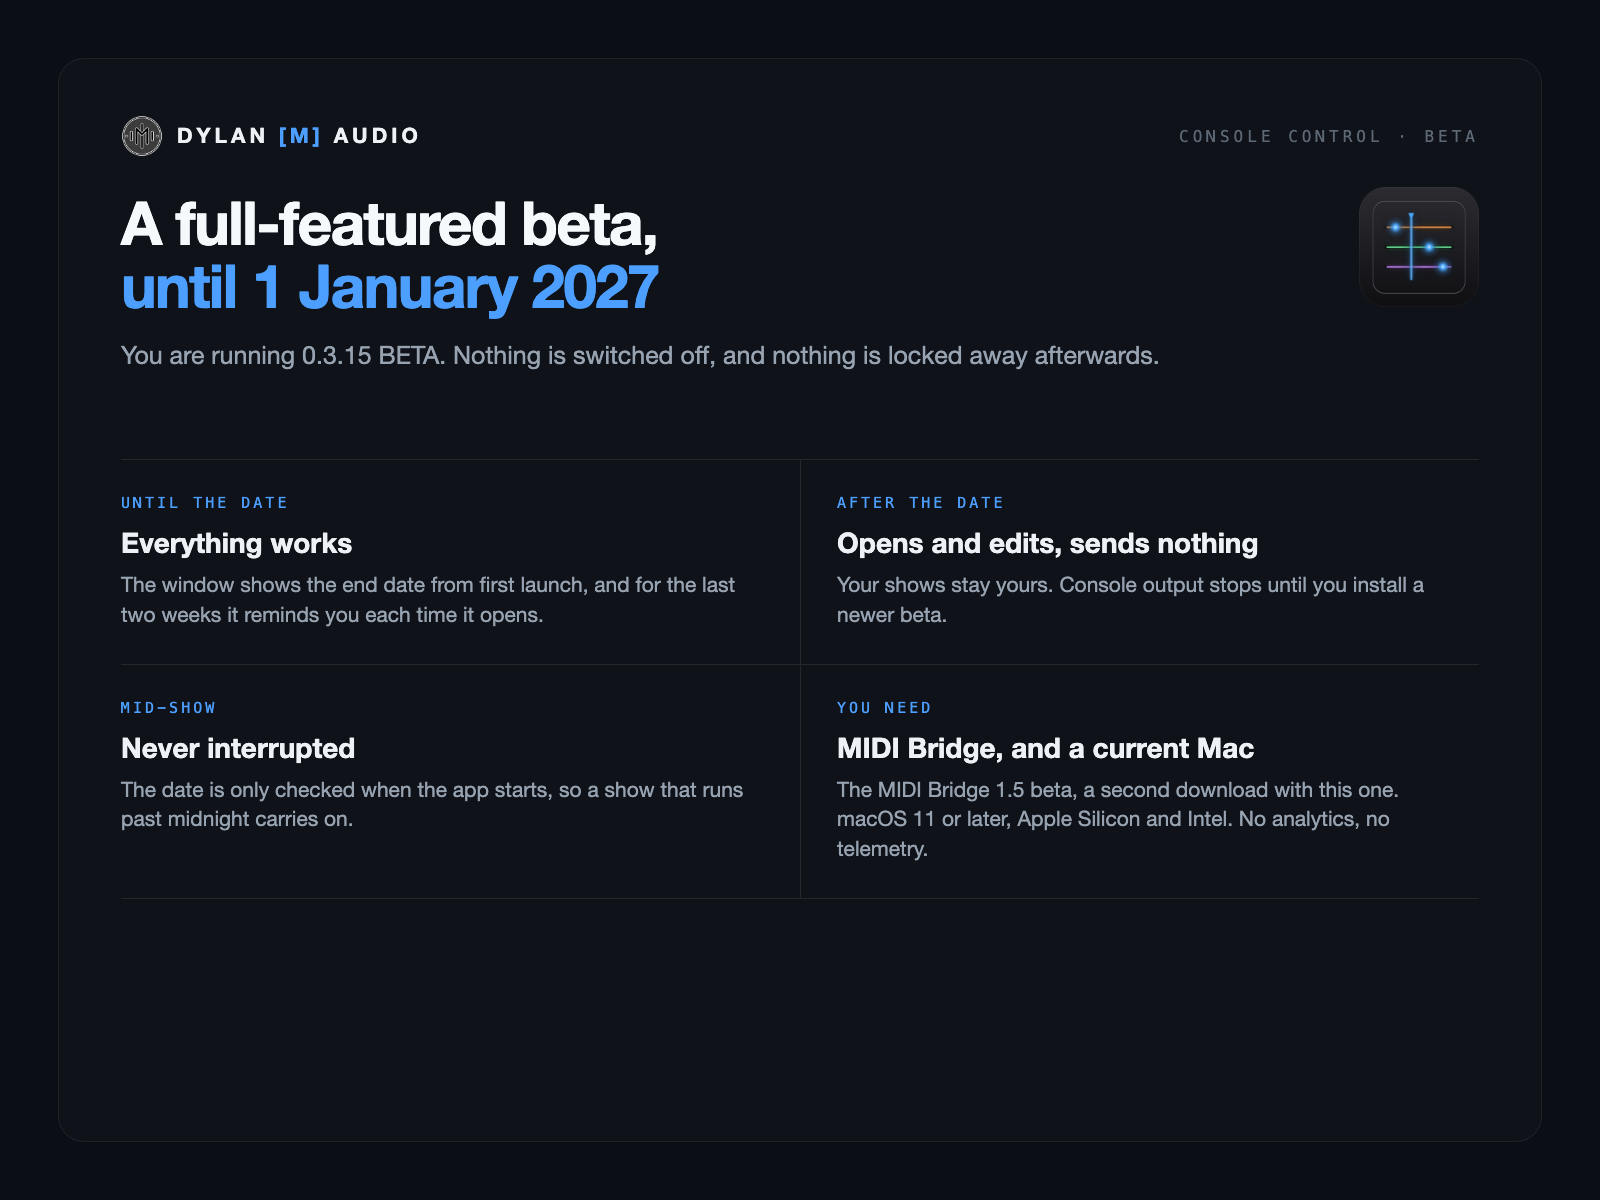 DYLAN [M] AUDIO
CONSOLE CONTROL · BETA
A full-featured beta,
until 1 January 2027
You are running 0.3.15 BETA. Nothing is switched off, and nothing is locked away afterwards.
UNTIL THE DATE
Everything works
The window shows the end date from first launch, and for the last
two weeks it reminds you each time it opens.
AFTER THE DATE
Opens and edits, sends nothing
Your shows stay yours. Console output stops until you install a
newer beta.
MID-SHOW
Never interrupted
The date is only checked when the app starts, so a show that runs
past midnight carries on.
YOU NEED
MIDI Bridge, and a current Mac
The MIDI Bridge 1.5 beta, a second download with this one.
macOS 11 or later, Apple Silicon and Intel. No analytics, no
telemetry.